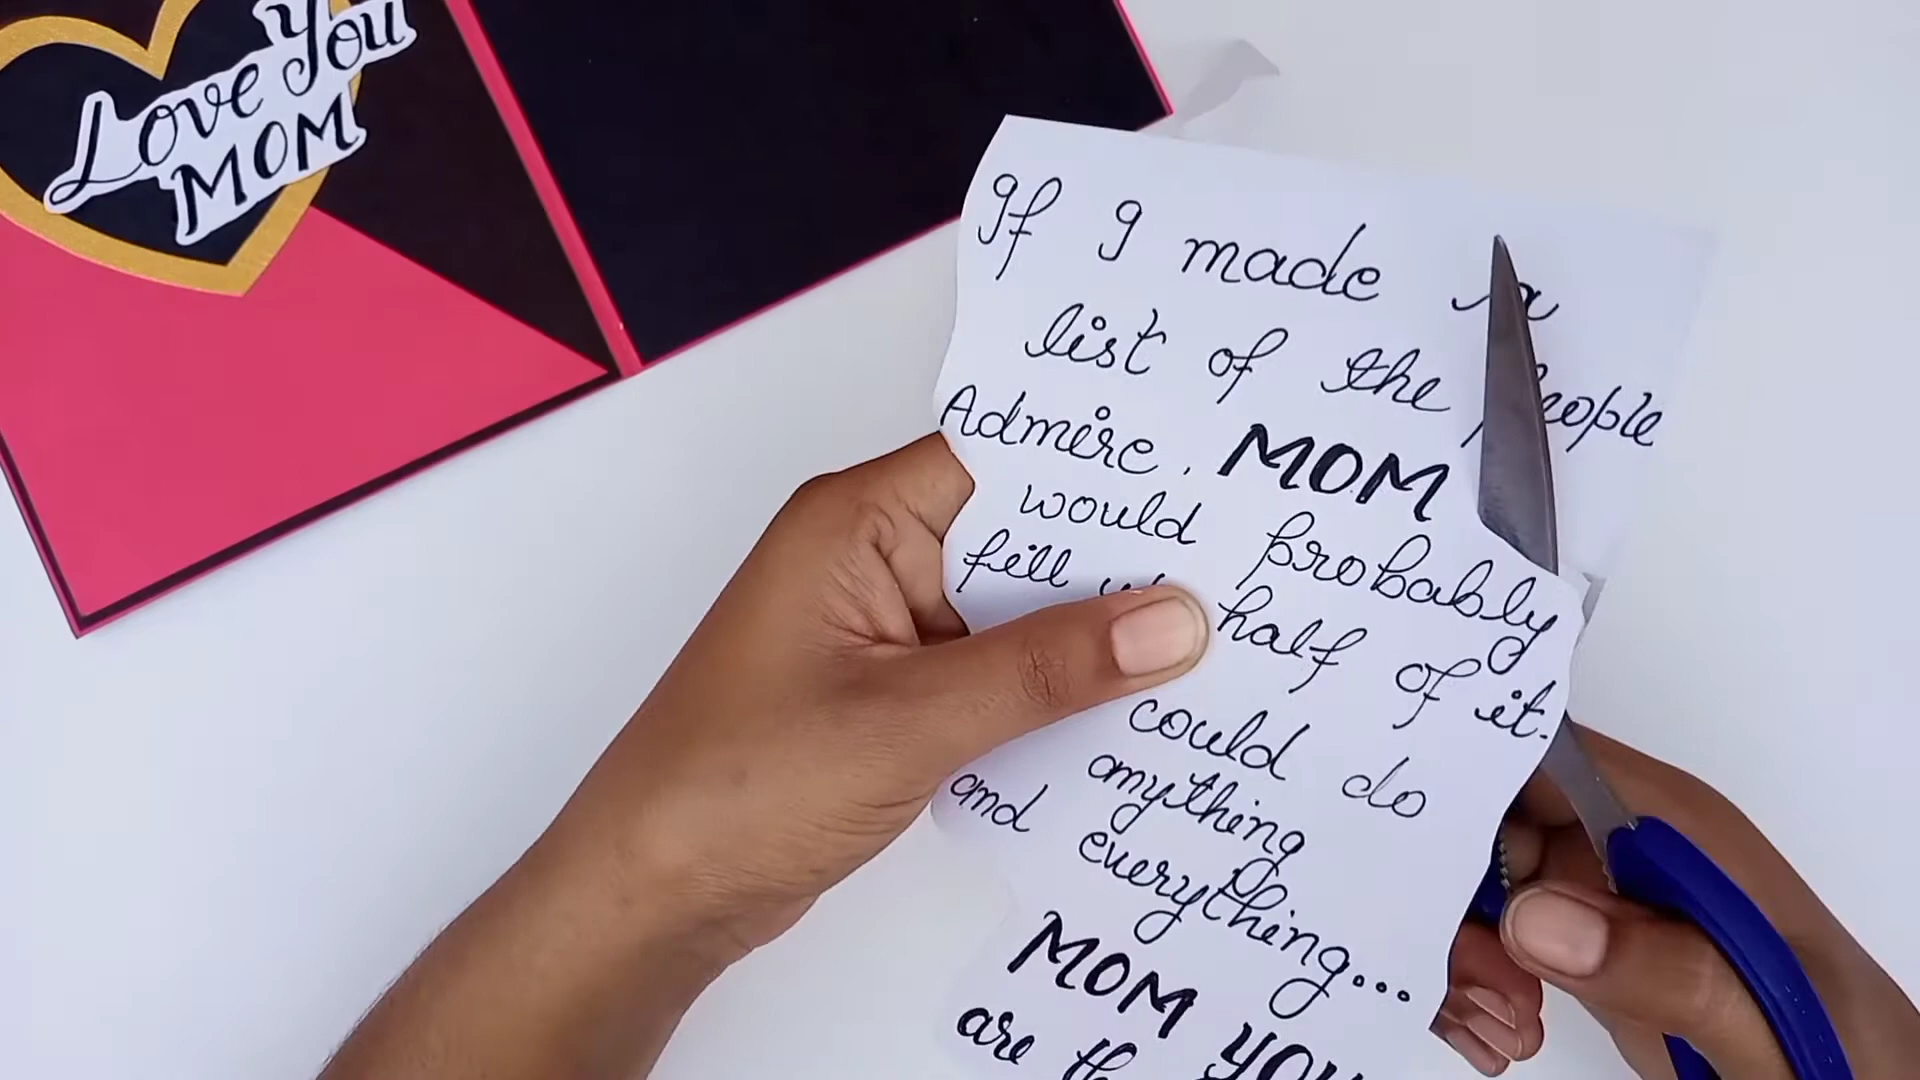 Love You
MOM
If I made a
list of the people
Admire, MOM
would probably
fill half of it.
could do
anything
and everything...
MOM YOU
are